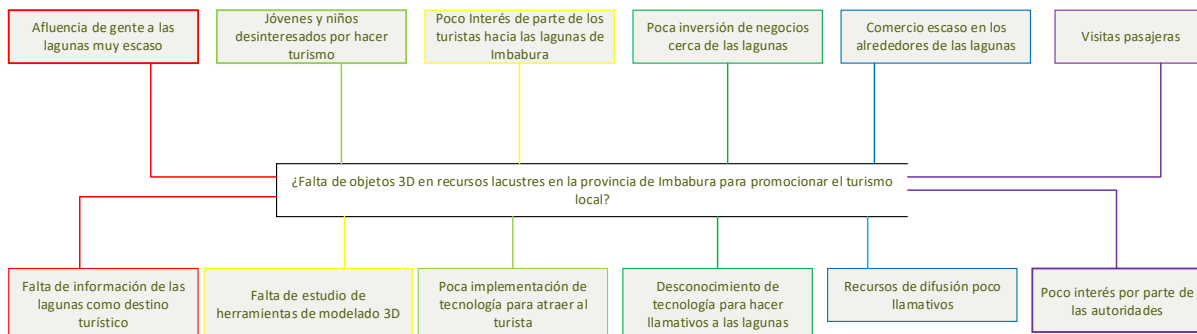 Afluencia de gente a las
lagunas muy escaso
Jóvenes y niños
desinteresados por hacer
turismo
Poco Interés de parte de los
turistas hacia las lagunas de
Imbabura
Poca inversión de negocios
cerca de las lagunas
Comercio escaso en los
alrededores de las lagunas
Visitas pasajeras
¿Falta de objetos 3D en recursos lacustres en la provincia de Imbabura para promocionar el turismo
local?
Falta de información de las
lagunas como destino
turístico
Falta de estudio de
herramientas de modelado 3D
Poca implementación de
tecnología para atraer al
turista
Desconocimiento de
tecnología para hacer
llamativos a las lagunas
Recursos de difusión poco
llamativos
Poco interés por parte de
las autoridades